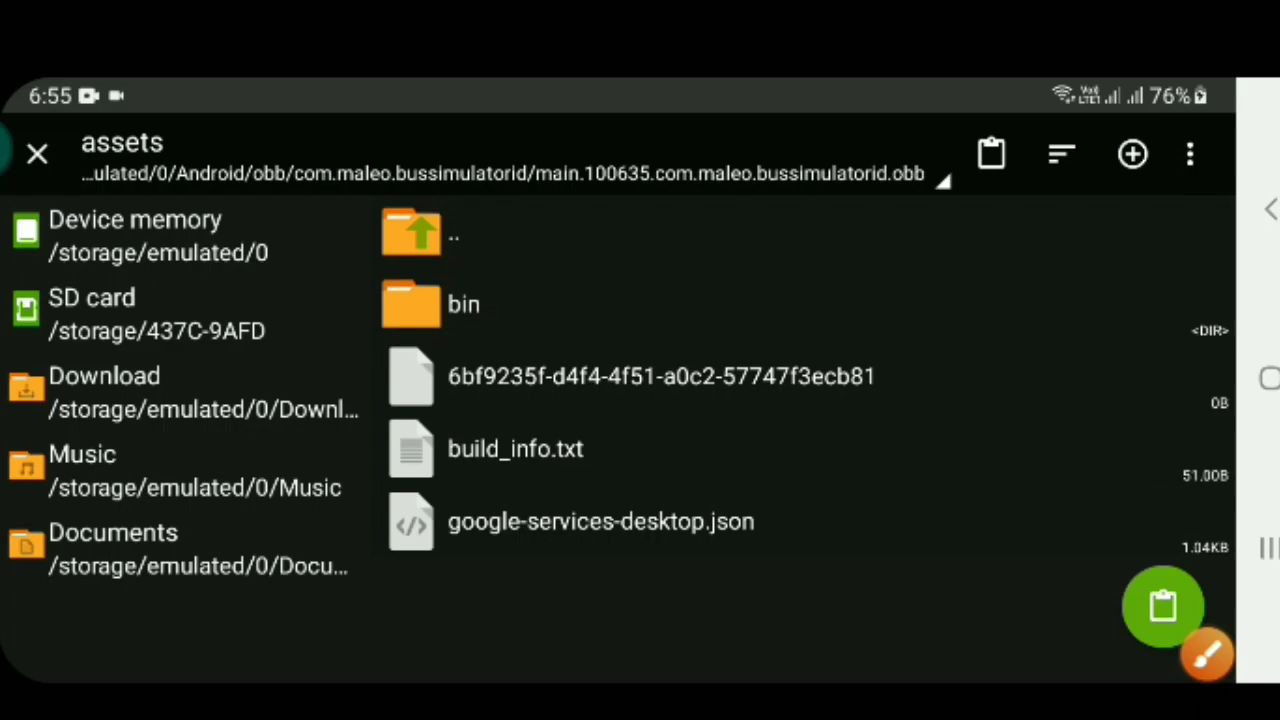 6:55
76%
assets
...ulated/0/Android/obb/com.maleo.bussimulatorid/main.100635.com.maleo.bussimulatorid.obb
Device memory
/storage/emulated/0
SD card
/storage/437C-9AFD
Download
/storage/emulated/0/Downl...
Music
/storage/emulated/0/Music
Documents
/storage/emulated/0/Docu...
..
bin
<DIR>
6bf9235f-d4f4-4f51-a0c2-57747f3ecb81
0B
build_info.txt
51.00B
google-services-desktop.json
1.04KB